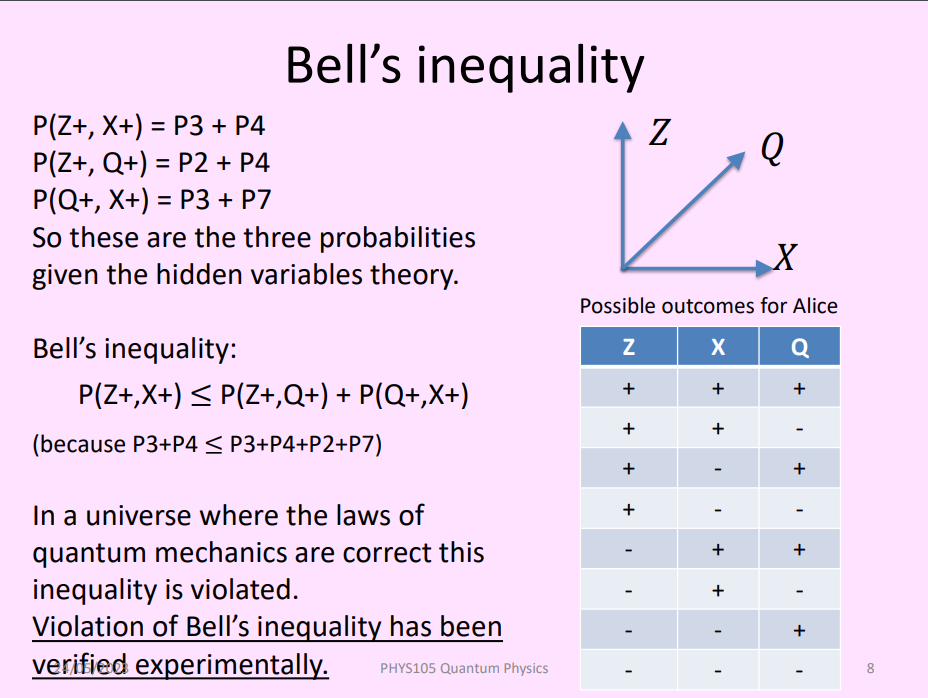 Bell’s inequality
P(Z+, X+) = P3 + P4
P(Z+, Q+) = P2 + P4
P(Q+, X+) = P3 + P7
So these are the three probabilities
given the hidden variables theory.
Bell’s inequality:
P(Z+,X+) ≤ P(Z+,Q+) + P(Q+,X+)
(because P3+P4 ≤ P3+P4+P2+P7)
In a universe where the laws of
quantum mechanics are correct this
inequality is violated.
Violation of Bell’s inequality has been
verified experimentally.
Z
Q
X
Possible outcomes for Alice
Z X Q
+ + +
+ + -
+ - +
+ - -
- + +
- + -
- - +
- - -
24/05/2023
PHYS105 Quantum Physics
8